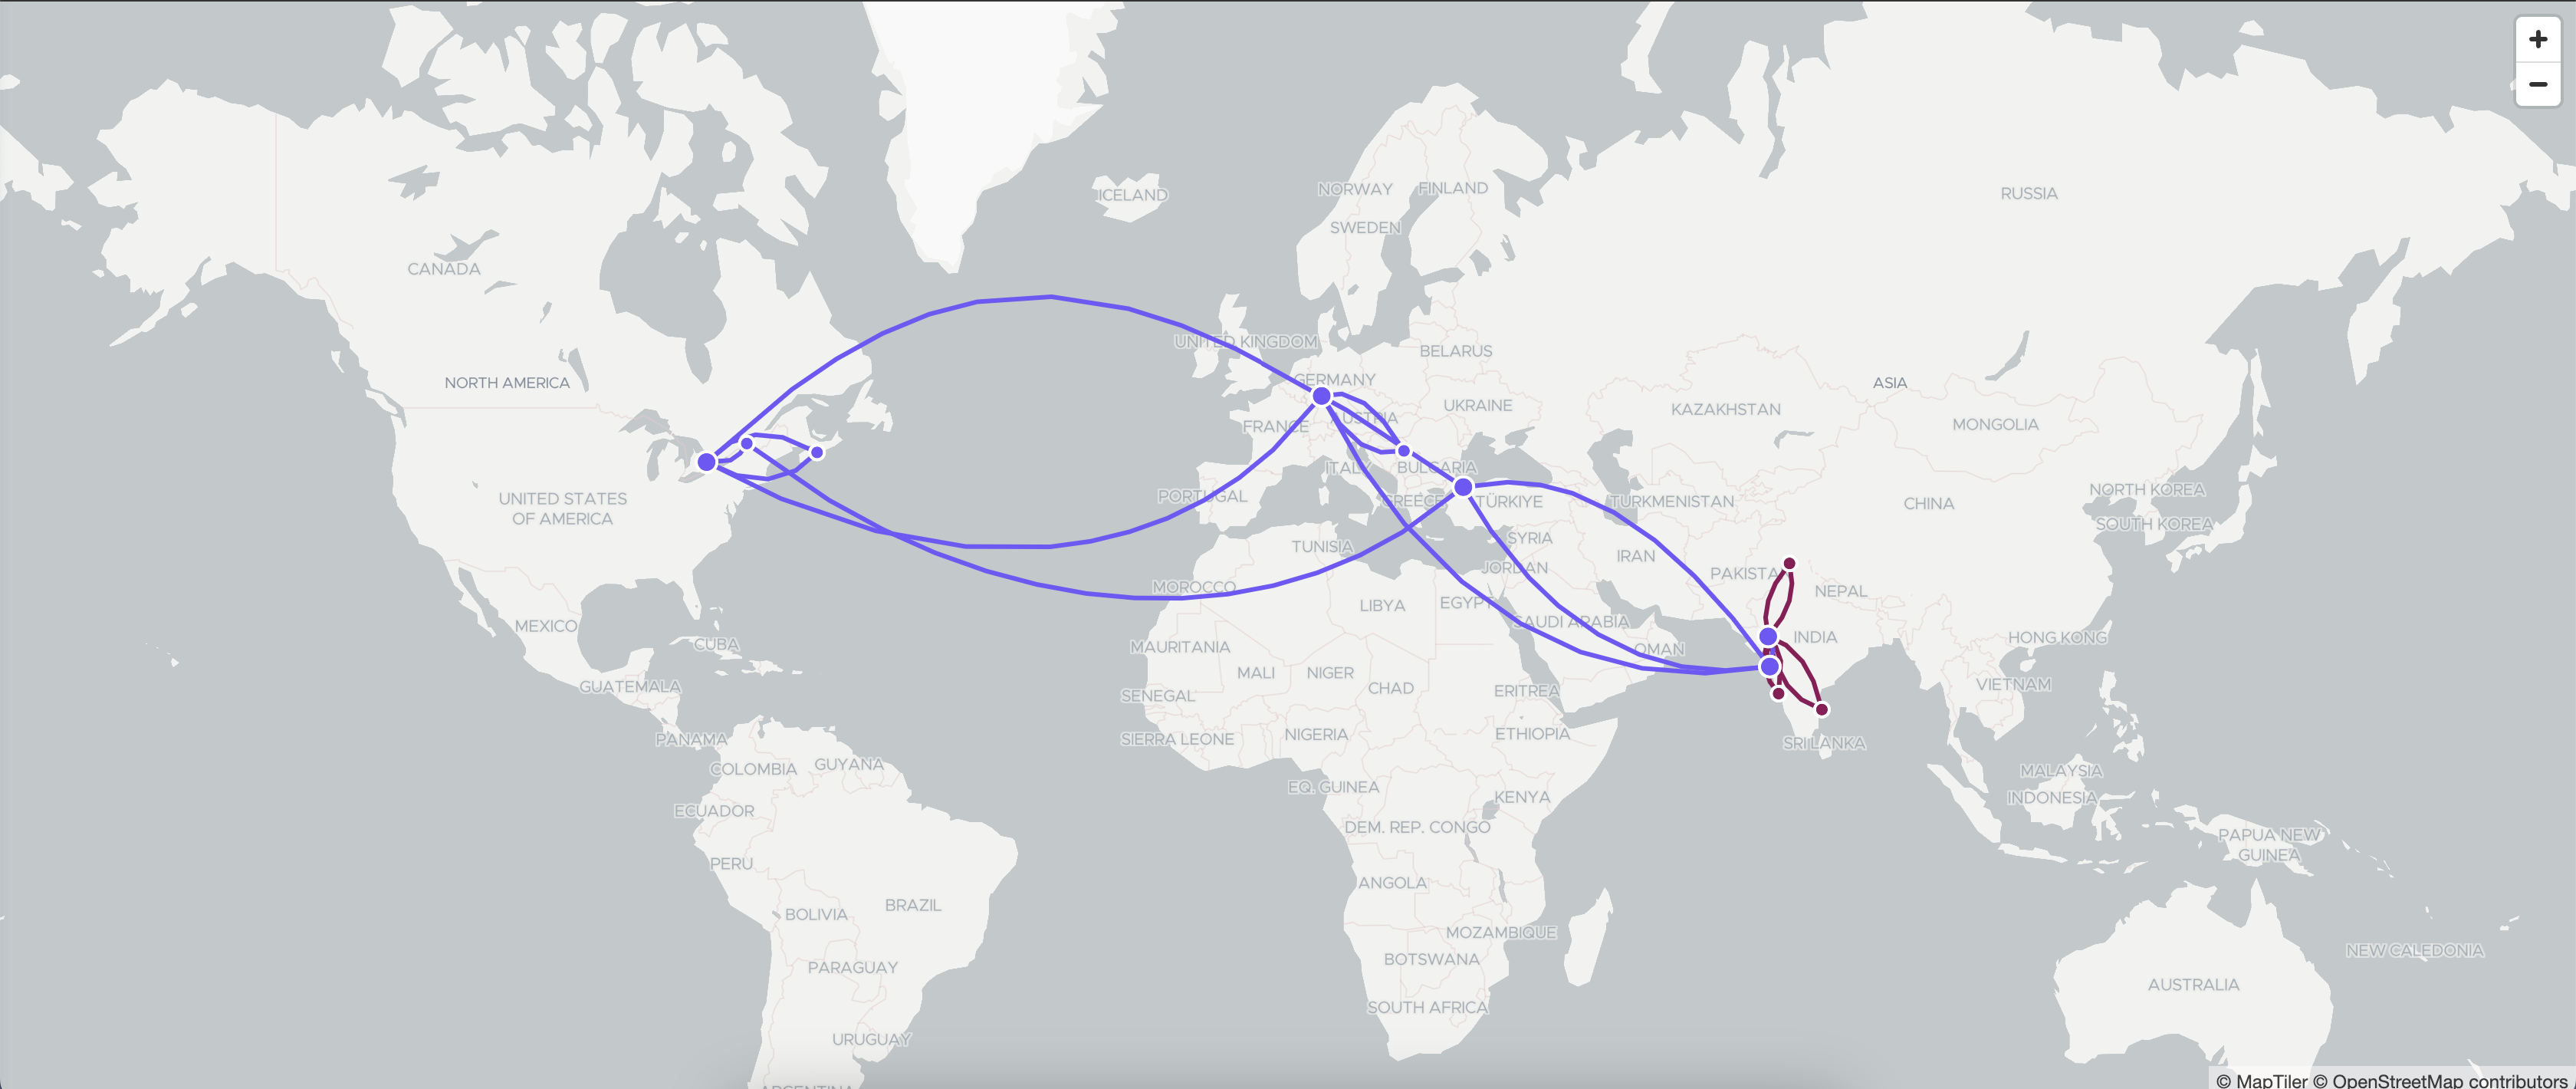 +
−
ICELAND
NORWAY
FINLAND
RUSSIA
SWEDEN
CANADA
UNITED KINGDOM
BELARUS
NORTH AMERICA
GERMANY
ASIA
UKRAINE
KAZAKHSTAN
AUSTRIA
FRANCE
MONGOLIA
ITALY
BULGARIA
UNITED STATES
OF AMERICA
PORTUGAL
GREECE
TÜRKIYE
TURKMENISTAN
CHINA
NORTH KOREA
SOUTH KOREA
SYRIA
TUNISIA
IRAN
JORDAN
PAKISTA
MOROCCO
NEPAL
LIBYA
EGYPT
SAUDI ARABIA
MEXICO
CUBA
INDIA
HONG KONG
MAURITANIA
OMAN
MALI
NIGER
GUATEMALA
CHAD
ERITREA
VIETNAM
SENEGAL
PANAMA
SIERRA LEONE
NIGERIA
ETHIOPIA
SRI LANKA
COLOMBIA
GUYANA
MALAYSIA
EQ. GUINEA
KENYA
INDONESIA
ECUADOR
DEM. REP. CONGO
PAPUA NEW
GUINEA
PERU
ANGOLA
BRAZIL
BOLIVIA
MOZAMBIQUE
NEW CALEDONIA
BOTSWANA
PARAGUAY
AUSTRALIA
SOUTH AFRICA
URUGUAY
ARGENTINA
© MapTiler © OpenStreetMap contributors